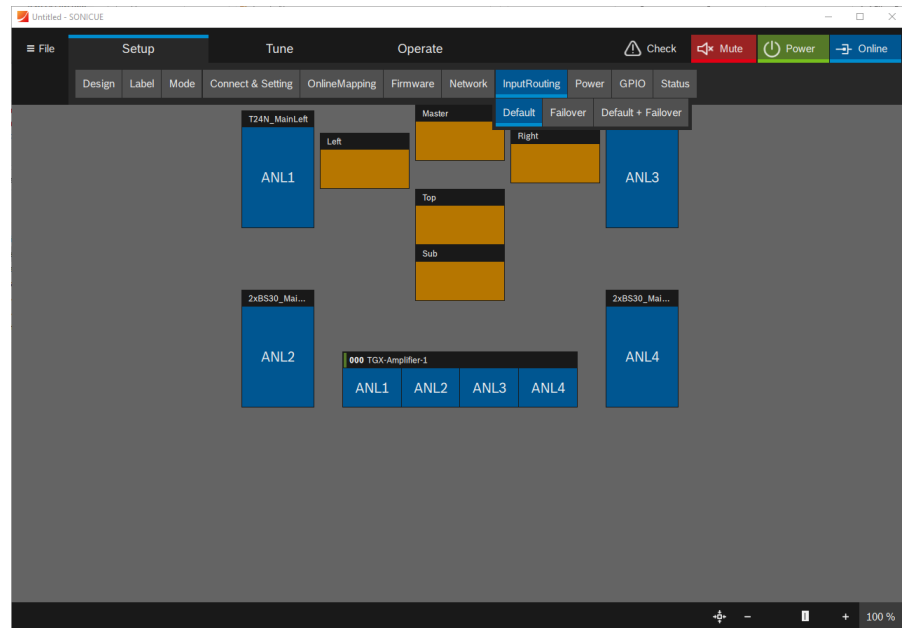 Untitled - SONICUE
≡ File Setup Tune Operate Check Mute Power Online
Design Label Mode Connect & Setting OnlineMapping Firmware Network InputRouting Power GPIO Status
Default Failover Default + Failover
T24N_MainLeft
ANL1
Left
Master
Right
ANL3
Top
Sub
2xBS30_Mai...
ANL2
000 TGX-Amplifier-1
ANL1 ANL2 ANL3 ANL4
2xBS30_Mai...
ANL4
100 %